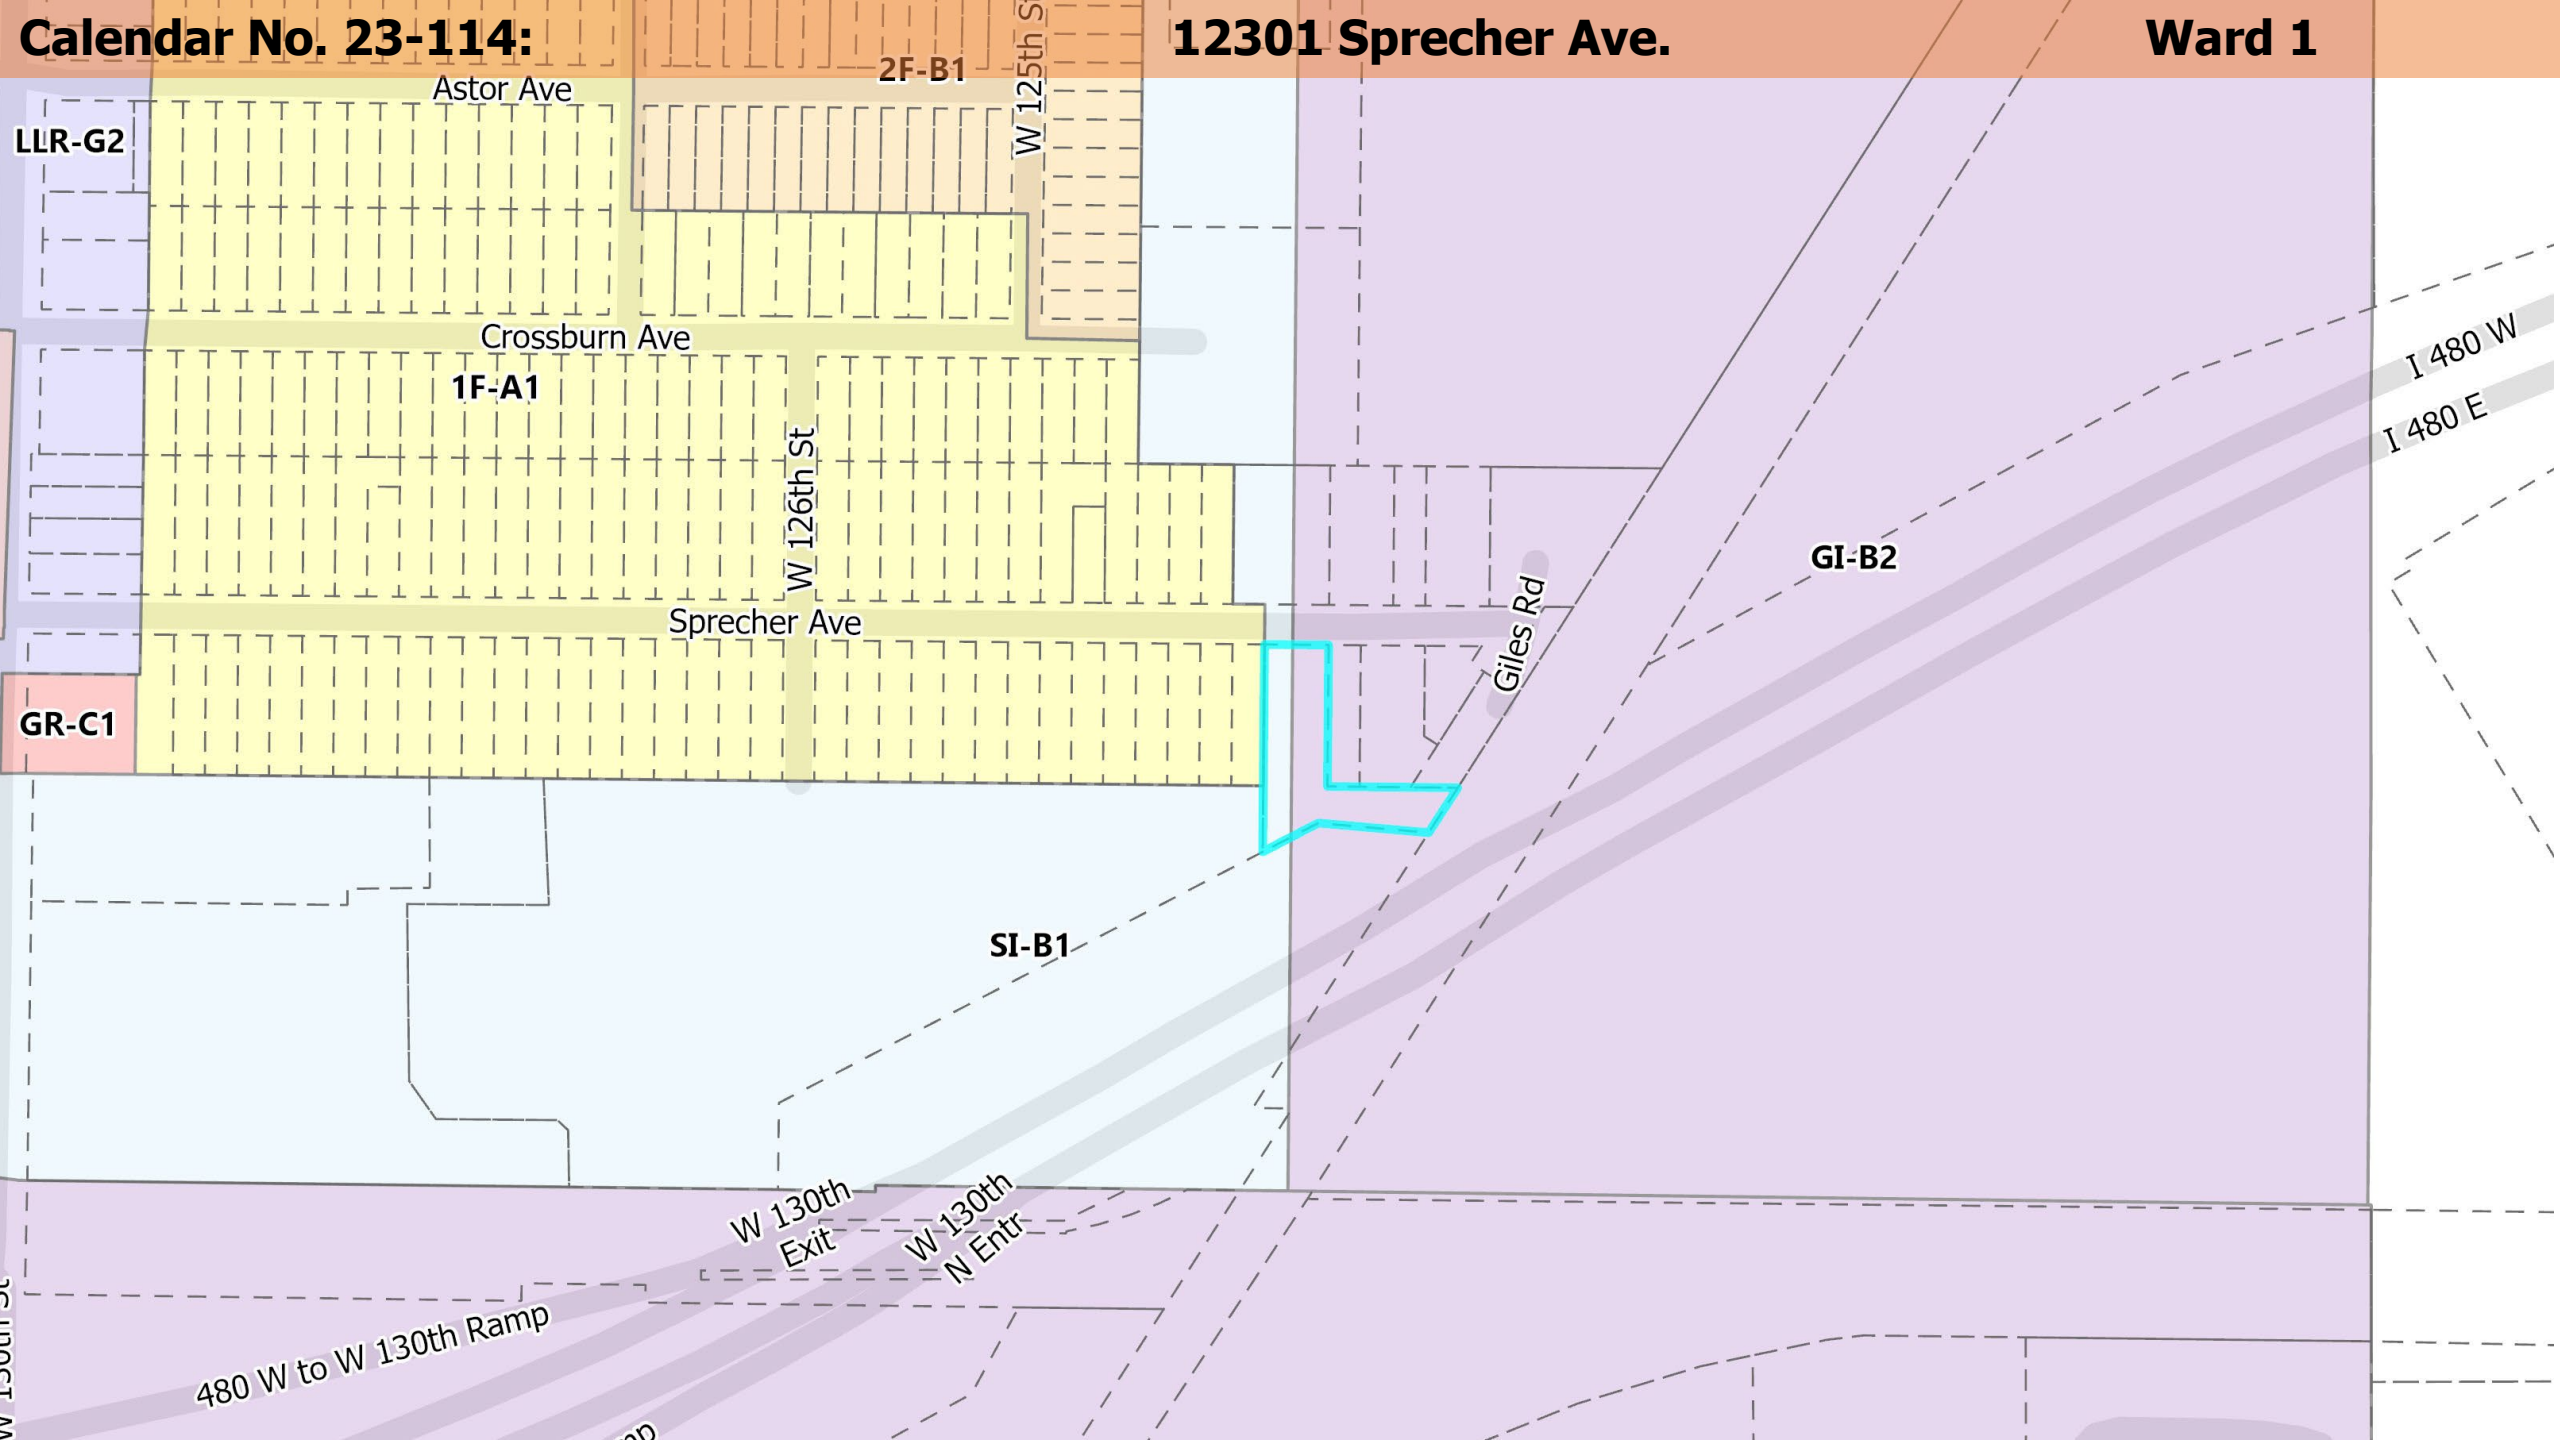 Calendar No. 23-114:
12301 Sprecher Ave.
Ward 1
2F-B1
W 125th St
Astor Ave
LLR-G2
Crossburn Ave
1F-A1
W 126th St
I 480 W
I 480 E
GI-B2
Sprecher Ave
Giles Rd
GR-C1
SI-B1
W 130th
Exit
W 130th
N Entr
480 W to W 130th Ramp
W 130th St